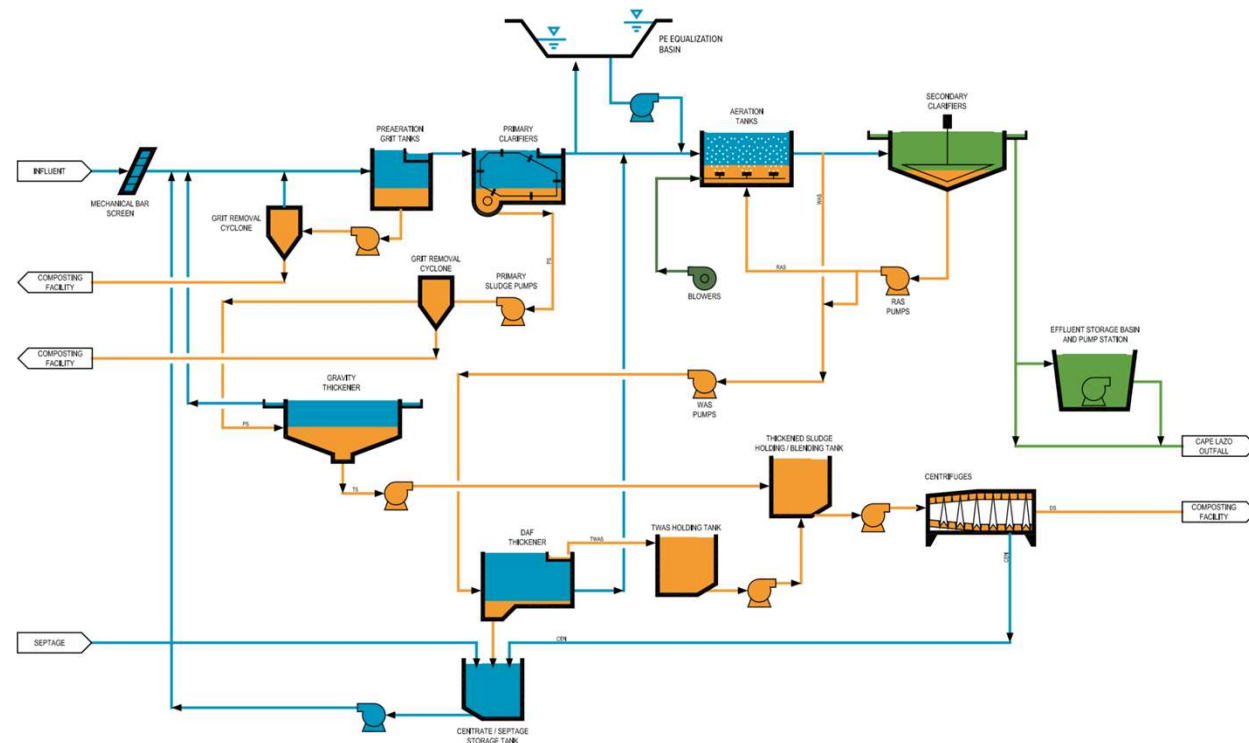 PE EQUALIZATION
BASIN
SECONDARY
CLARIFIERS
AERATION
TANKS
PREAERATION
GRIT TANKS
PRIMARY
CLARIFIERS
INFLUENT
MECHANICAL BAR
SCREEN
GRIT REMOVAL
CYCLONE
WAS
PS
GRIT REMOVAL
CYCLONE
PRIMARY
SLUDGE PUMPS
RAS
BLOWERS
RAS
PUMPS
COMPOSTING
FACILITY
EFFLUENT STORAGE BASIN
AND PUMP STATION
COMPOSTING
FACILITY
GRAVITY
THICKENER
WAS
PUMPS
PS
THICKENED SLUDGE
HOLDING / BLENDING TANK
CAPE LAZO
OUTFALL
CENTRIFUGES
TS
DS
COMPOSTING
FACILITY
DAF
THICKENER
TWAS
TWAS HOLDING TANK
CEN
SEPTAGE
CEN
CENTRATE / SEPTAGE
STORAGE TANK